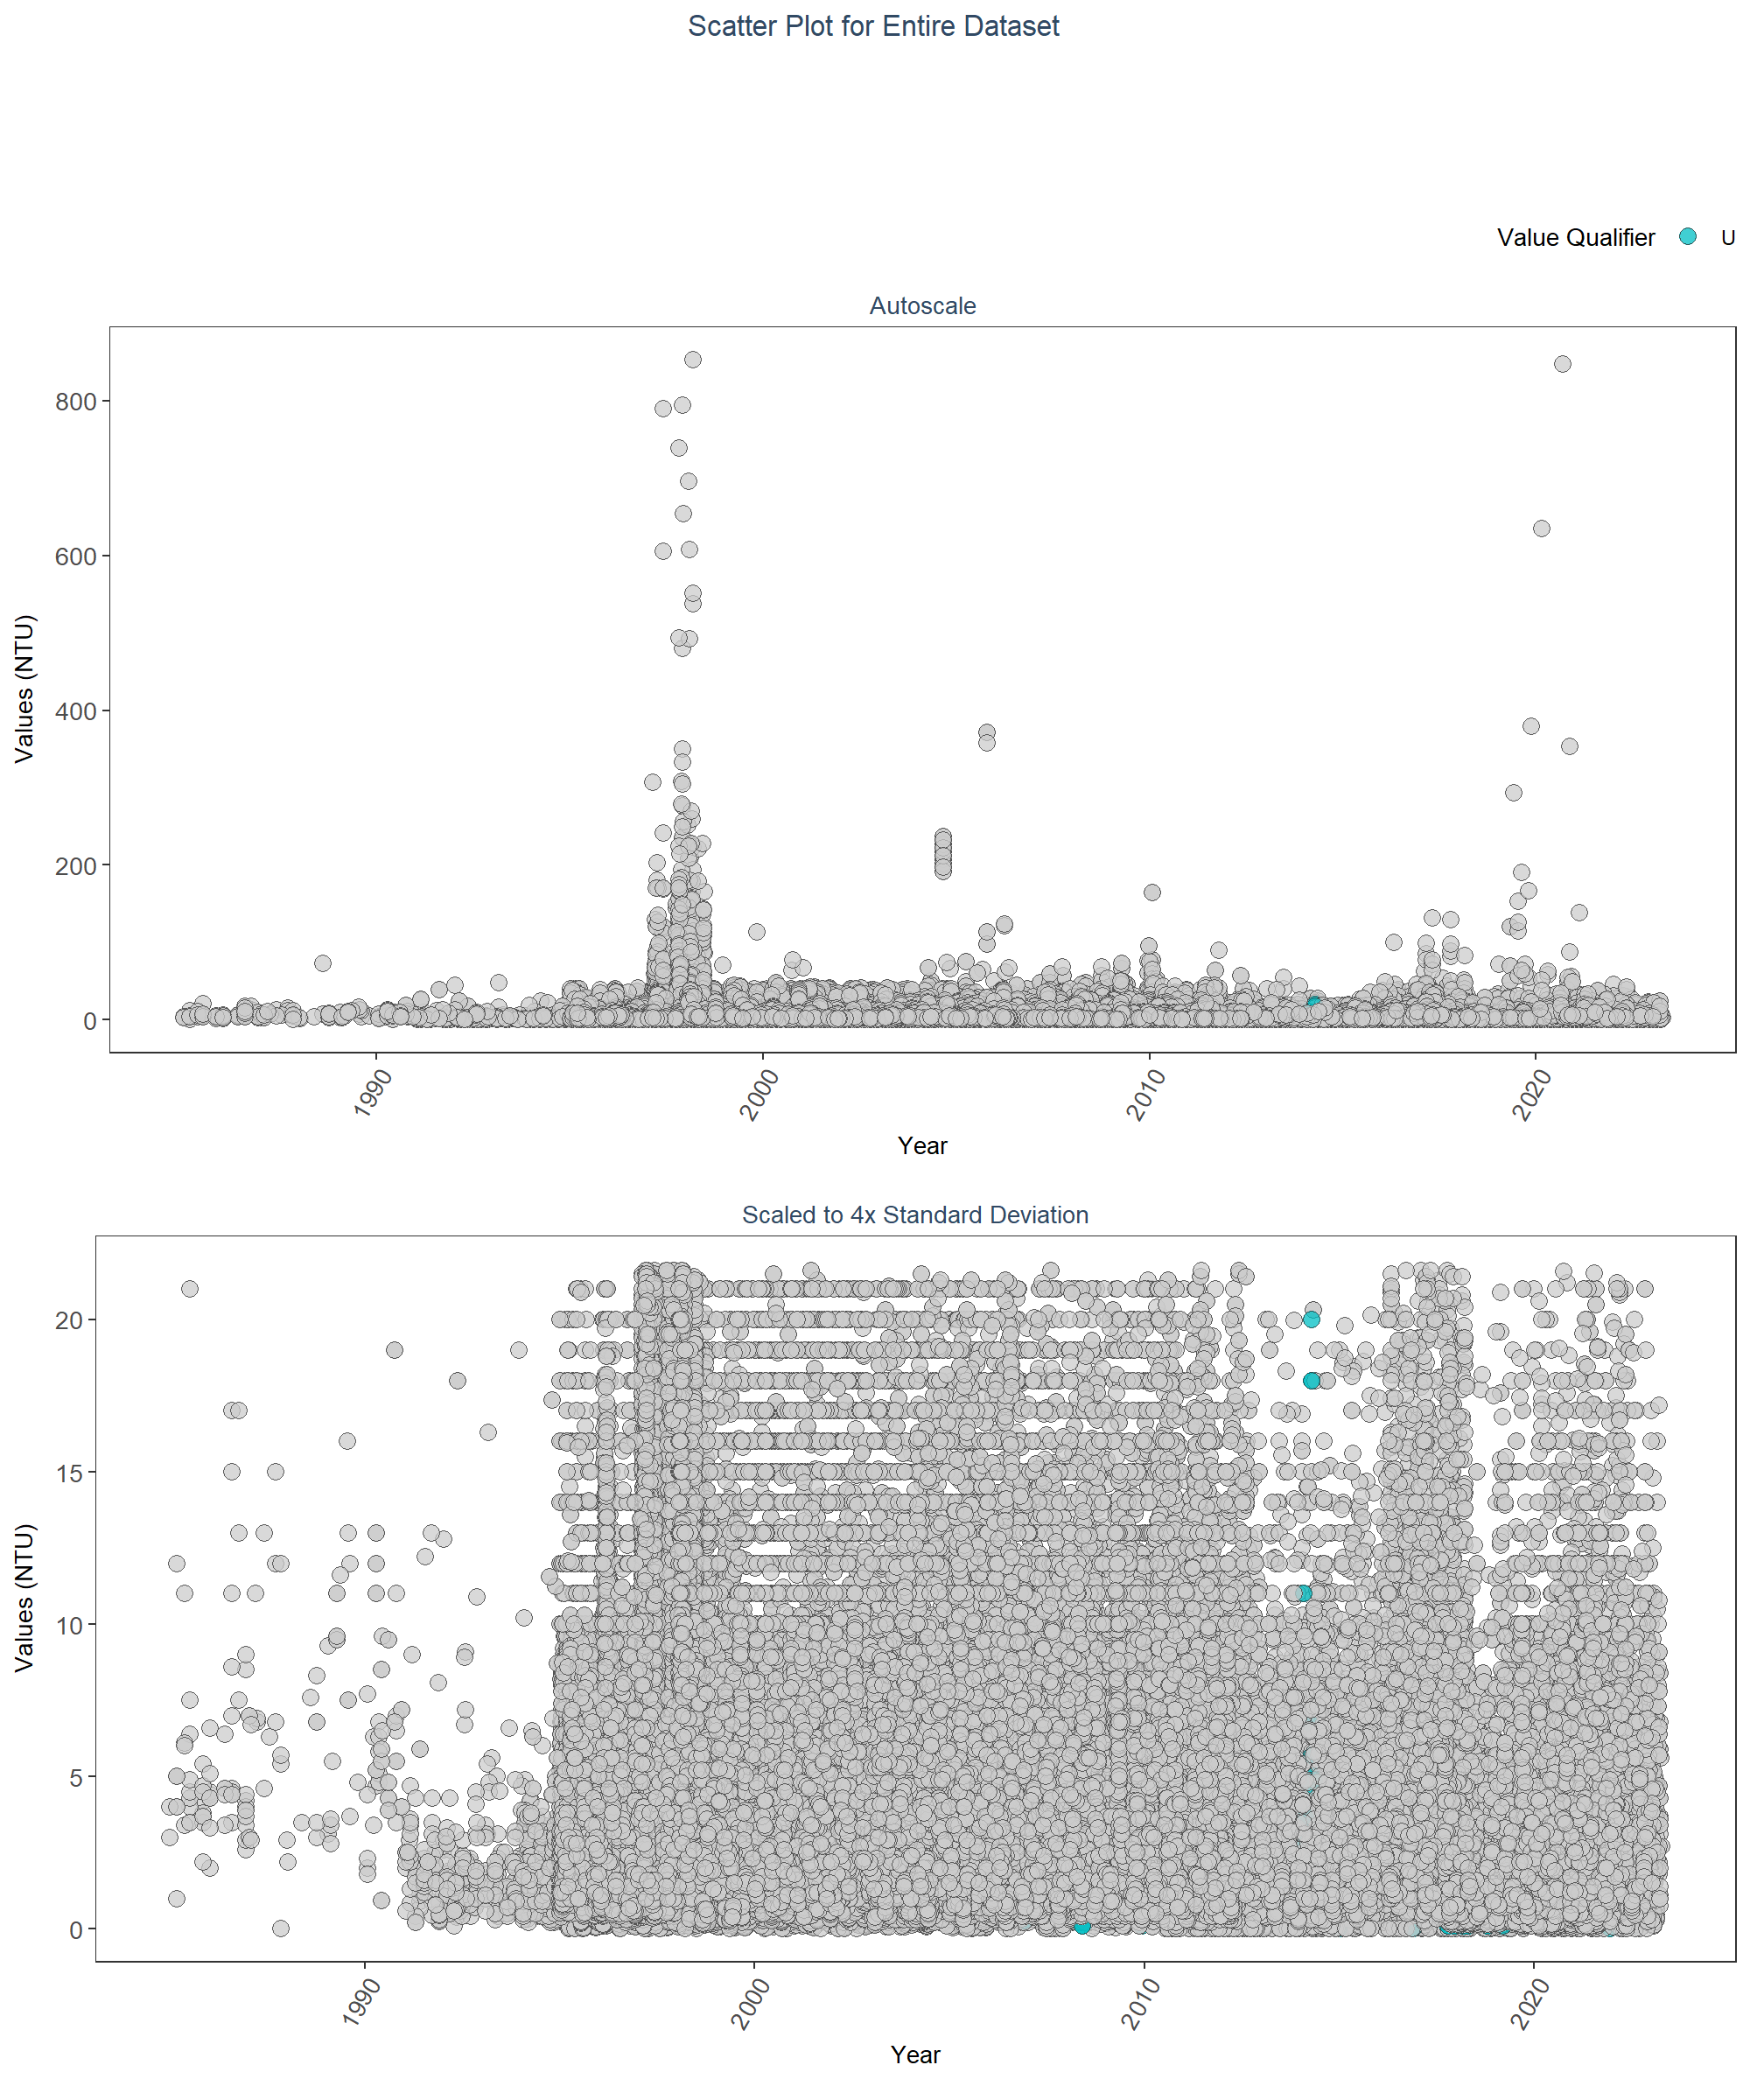 Scatter Plot for Entire Dataset
Value Qualifier U
Autoscale
Values (NTU)
800
600
400
200
0
1990 2000 2010 2020
Year
Scaled to 4x Standard Deviation
Values (NTU)
20
15
10
5
0
1990 2000 2010 2020
Year